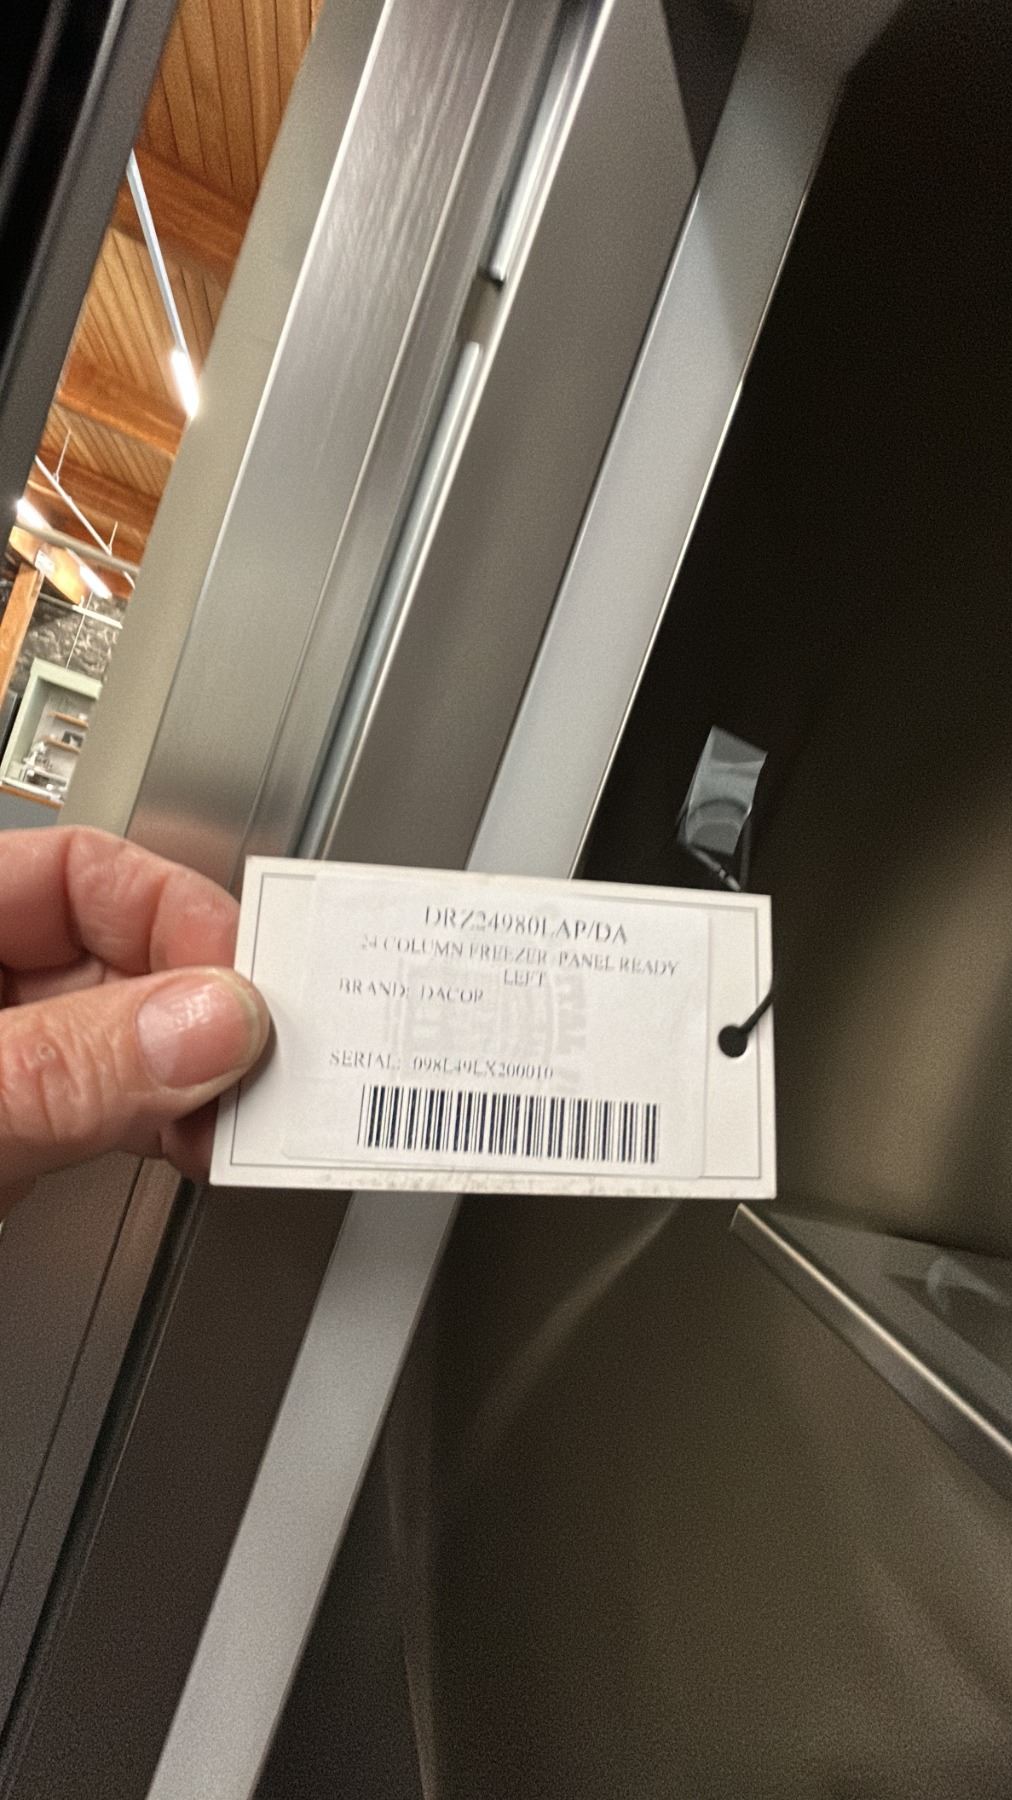 DRZ24980LAP/DA
24 COLUMN FREEZER -PANEL READY
LEFT
BRAND: DACOR
SERIAL: 098L49LX200010